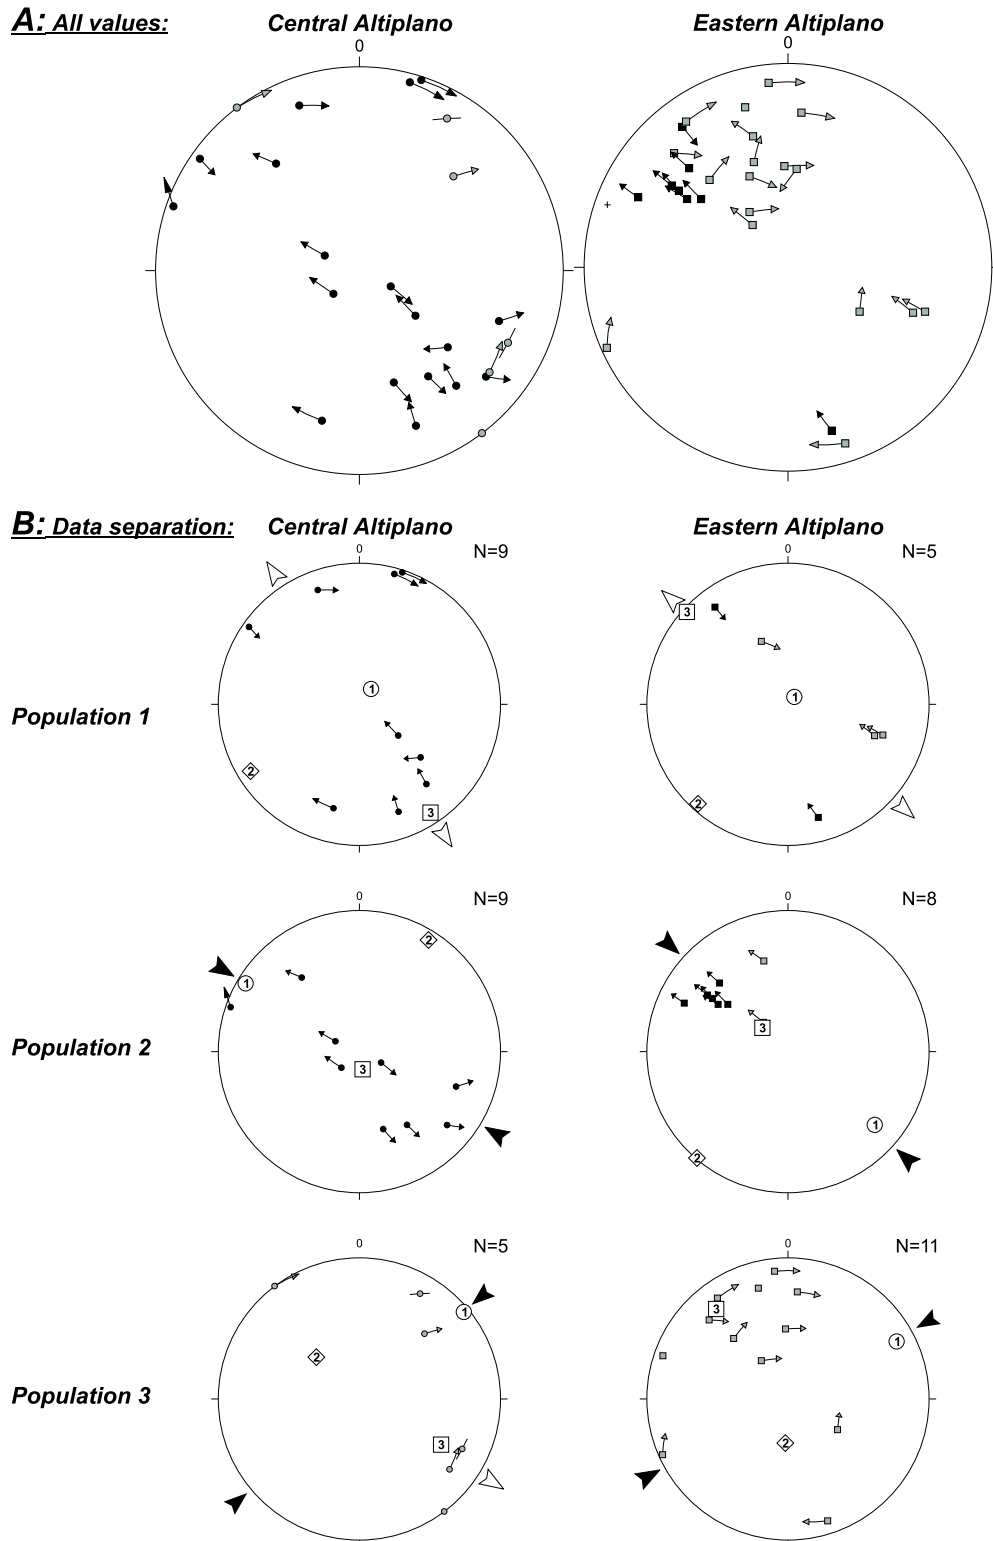 A: All values:
Central Altiplano
Eastern Altiplano
0
0
B: Data separation:
Central Altiplano
Eastern Altiplano
0
N=9
0
N=5
3
1
1
Population 1
2
3
2
0
N=9
0
N=8
2
1
3
3
Population 2
1
2
0
N=5
0
N=11
1
3
1
2
Population 3
3
2